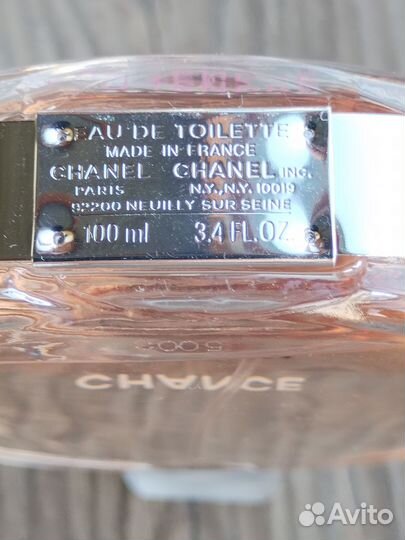 EAU DE TOILETTE
MADE IN FRANCE
CHANEL CHANEL INC.
PARIS N.Y., N.Y. 10019
92200 NEUILLY SUR SEINE
100 ml 3.4 FL.OZ.
CHANCE
Avito